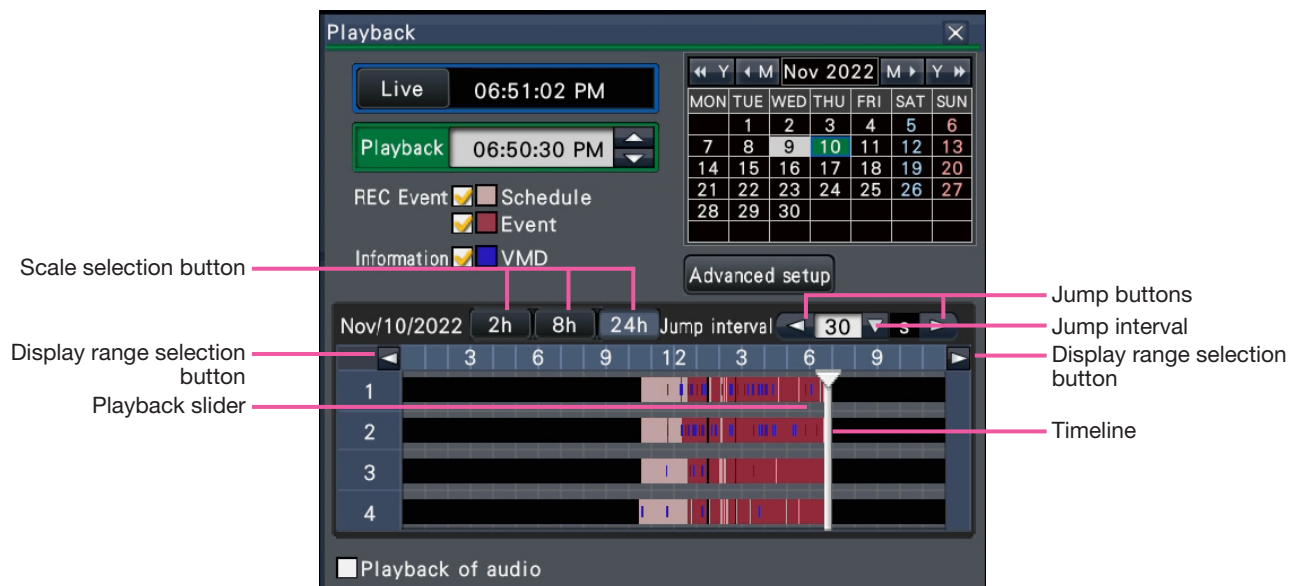 Playback
Live 06:51:02 PM
Playback 06:50:30 PM
REC Event Schedule
Event
Information VMD
Y M Nov 2022 M Y
MON TUE WED THU FRI SAT SUN
1 2 3 4 5 6
7 8 9 10 11 12 13
14 15 16 17 18 19 20
21 22 23 24 25 26 27
28 29 30
Advanced setup
Scale selection button
Nov/10/2022 2h 8h 24h Jump interval 30 s
Jump buttons
Jump interval
Display range selection
button
3 6 9 12 3 6 9
Display range selection
button
Playback slider
Timeline
1
2
3
4
Playback of audio